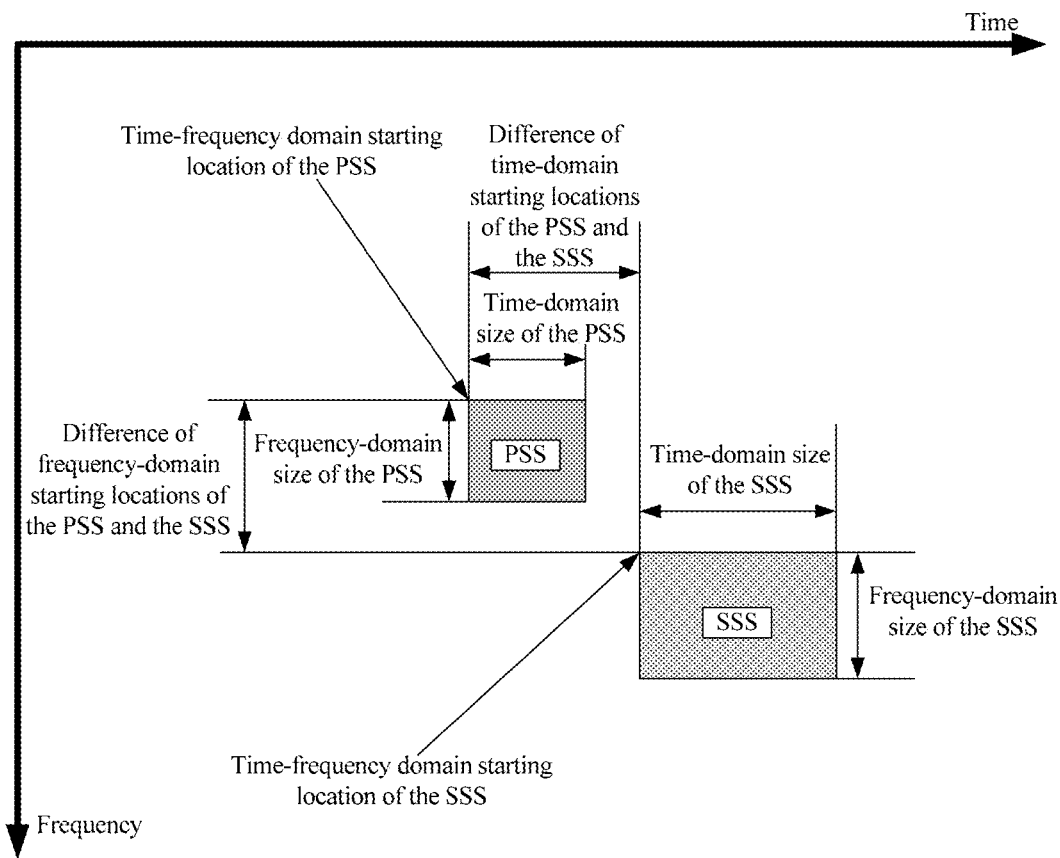 Time
Time-frequency domain starting
location of the PSS
Difference of
time-domain
starting locations
of the PSS and
the SSS
Time-domain
size of the PSS
Difference of
frequency-domain
starting locations of
the PSS and the SSS
Frequency-domain
size of the PSS
PSS
Time-domain size
of the SSS
SSS
Frequency-domain
size of the SSS
Time-frequency domain starting
location of the SSS
Frequency